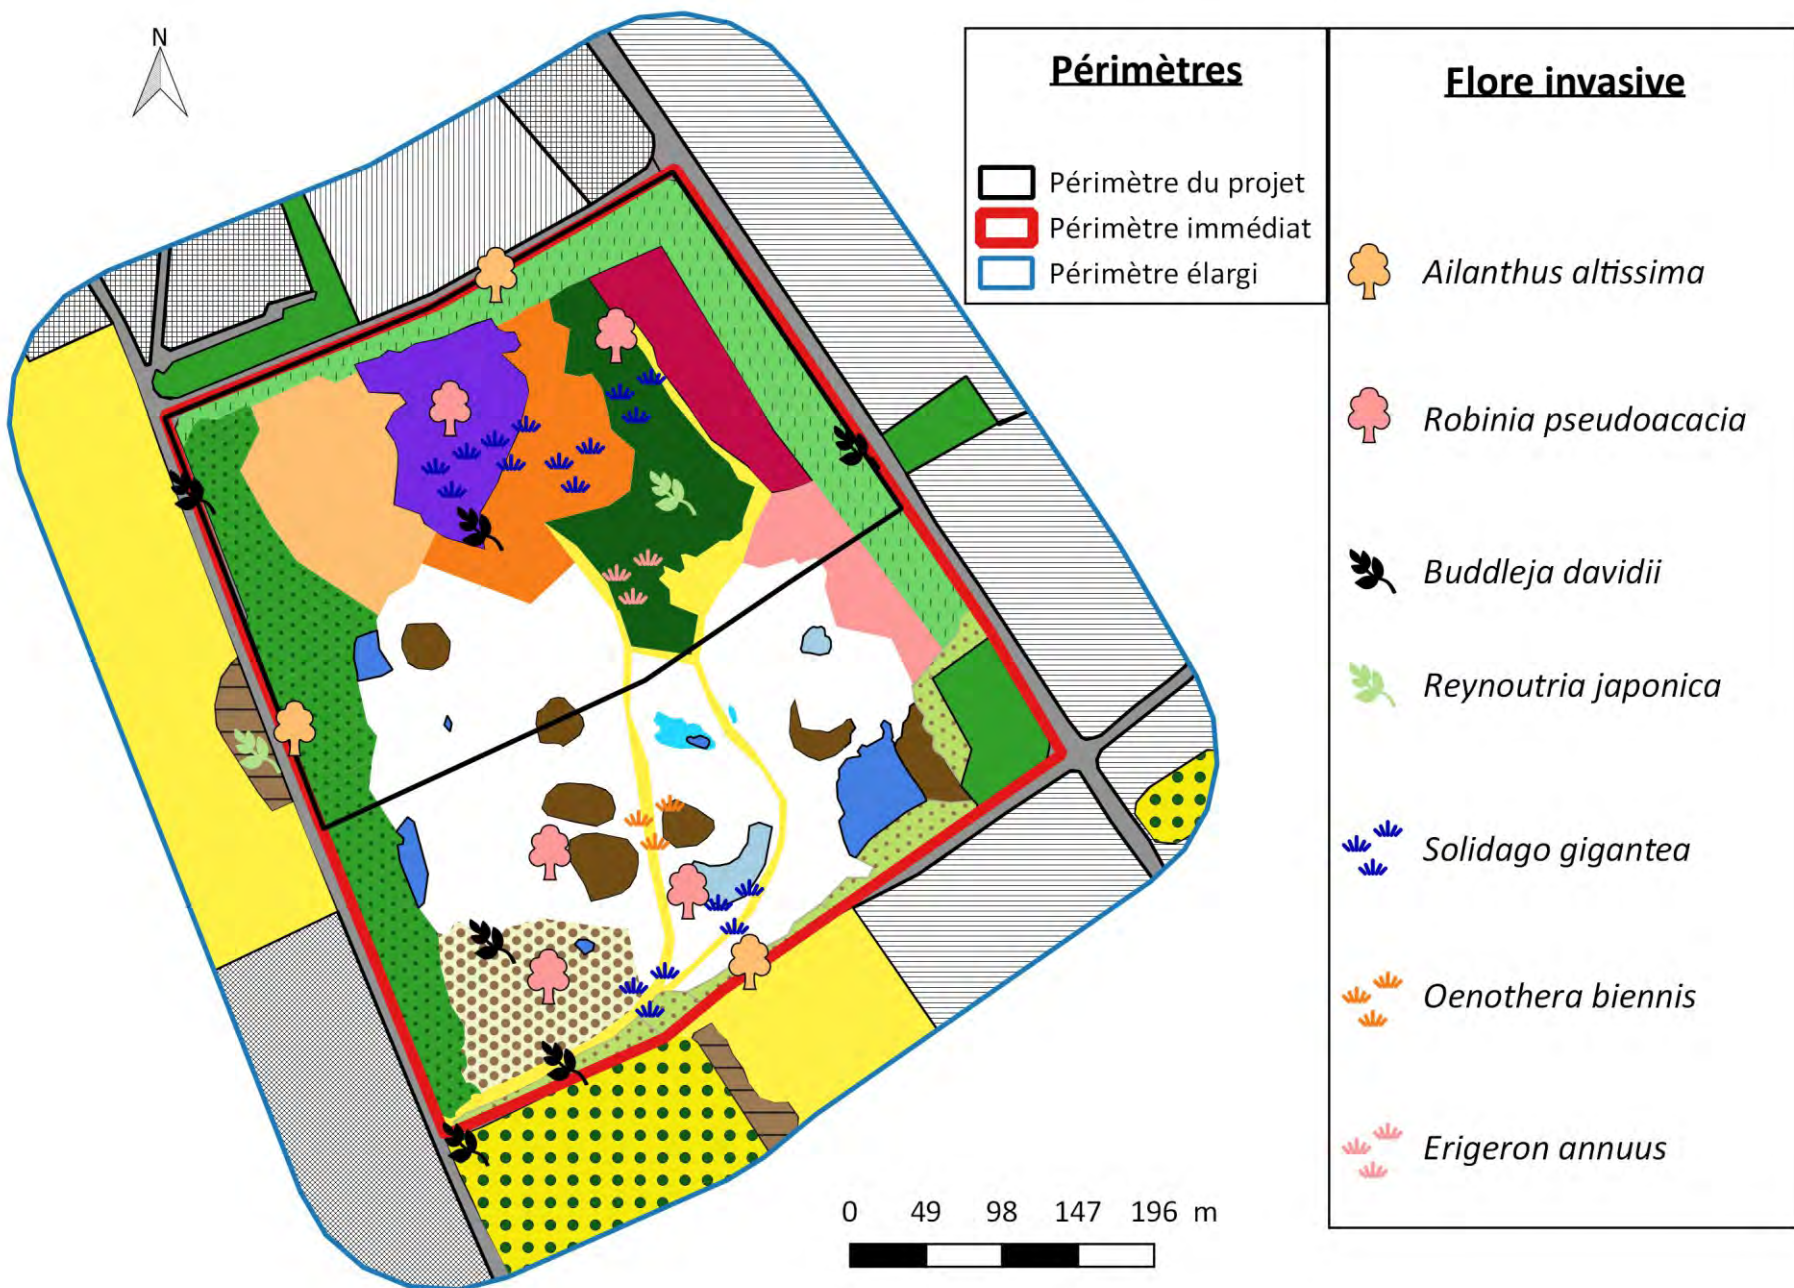 N
Périmètres
Périmètre du projet
Périmètre immédiat
Périmètre élargi
Flore invasive
Ailanthus altissima
Robinia pseudoacacia
Buddleja davidii
Reynoutria japonica
Solidago gigantea
Oenothera biennis
Erigeron annuus
0 49 98 147 196 m